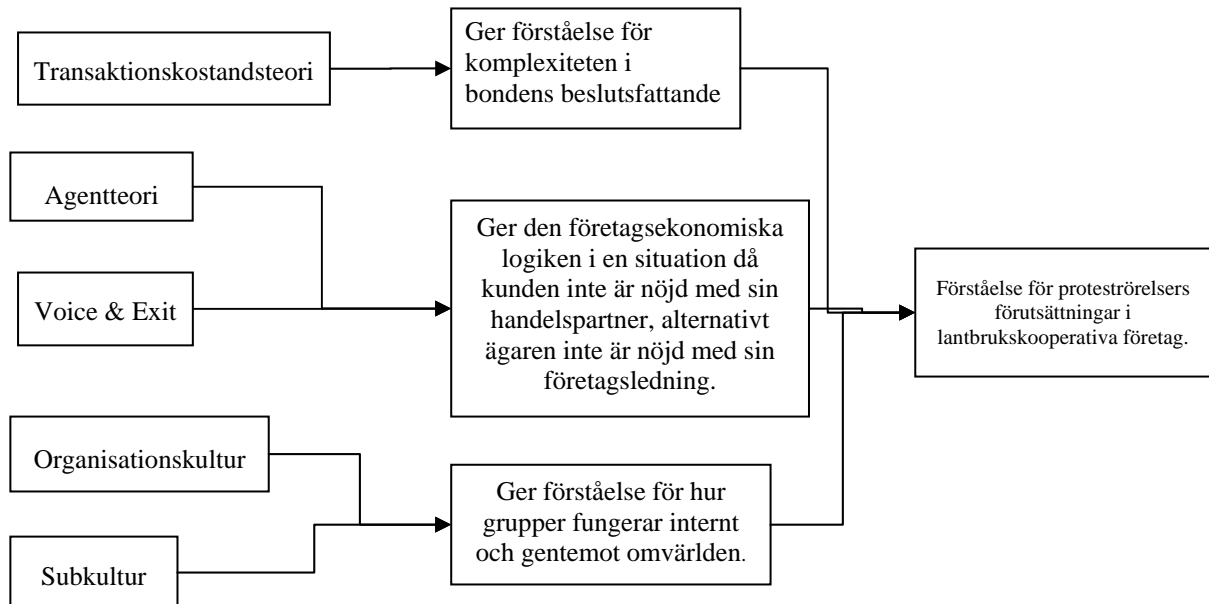 Transaktionskostandsteori
Ger förståelse för
komplexiteten i
bondens beslutsfattande
Agentteori
Voice & Exit
Ger den företagsekonomiska
logiken i en situation då
kunden inte är nöjd med sin
handelspartner, alternativt
ägaren inte är nöjd med sin
företagsledning.
Organisationskultur
Subkultur
Ger förståelse för hur
grupper fungerar internt
och gentemot omvärlden.
Förståelse för proteströrelsers
förutsättningar i
lantbrukskooperativa företag.